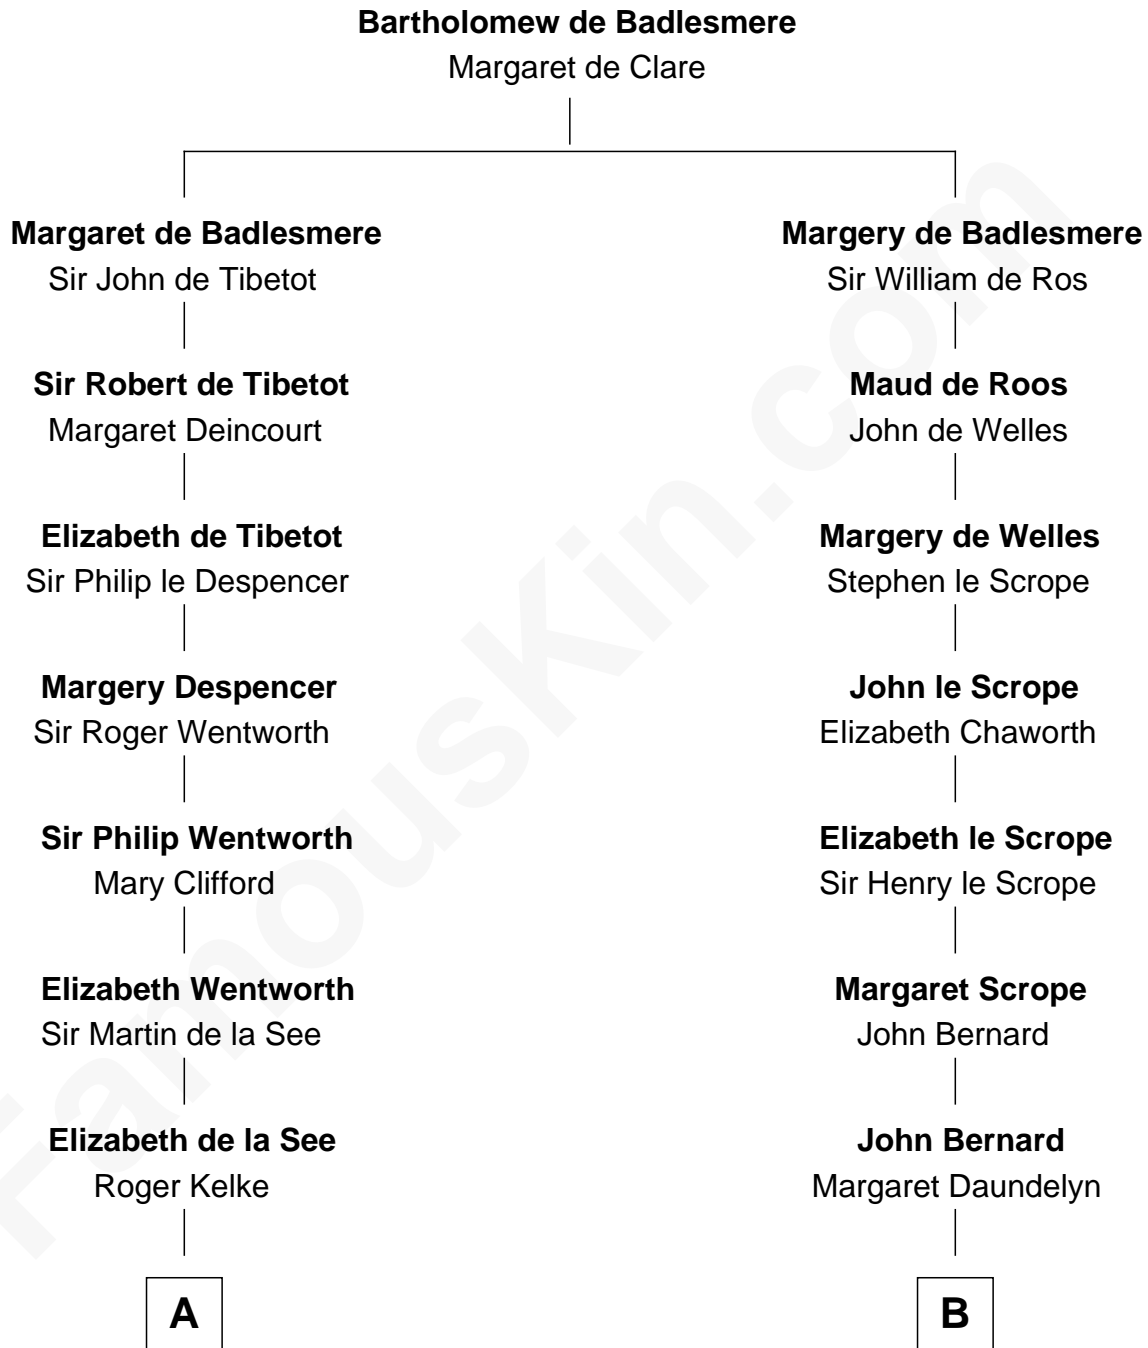 Bartholomew de Badlesmere
Margaret de Clare
Margaret de Badlesmere
Sir John de Tibetot
Margery de Badlesmere
Sir William de Ros
Sir Robert de Tibetot
Margaret Deincourt
Maud de Roos
John de Welles
Elizabeth de Tibetot
Sir Philip le Despencer
Margery de Welles
Stephen le Scrope
Margery Despencer
Sir Roger Wentworth
John le Scrope
Elizabeth Chaworth
Sir Philip Wentworth
Mary Clifford
Elizabeth le Scrope
Sir Henry le Scrope
Elizabeth Wentworth
Sir Martin de la See
Margaret Scrope
John Bernard
Elizabeth de la See
Roger Kelke
John Bernard
Margaret Daundelyn
A
B
FamousKin.com